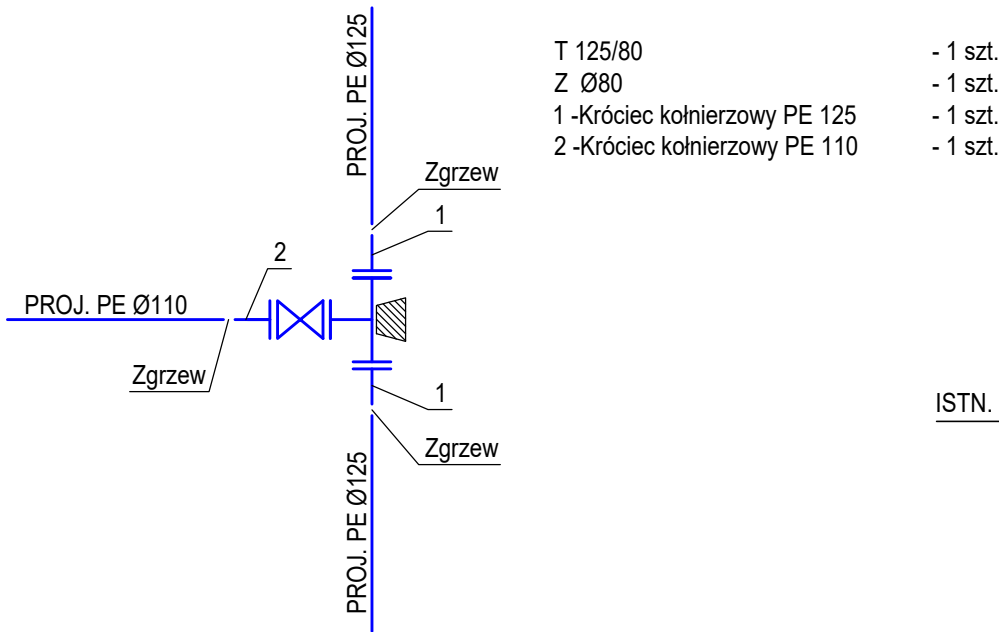 PROJ. PE Ø125
T 125/80 - 1 szt.
Z Ø80 - 1 szt.
1 -Króciec kołnierzowy PE 125 - 1 szt.
2 -Króciec kołnierzowy PE 110 - 1 szt.
Zgrzew
1
2
PROJ. PE Ø110
Zgrzew
1
ISTN.
Zgrzew
PROJ. PE Ø125